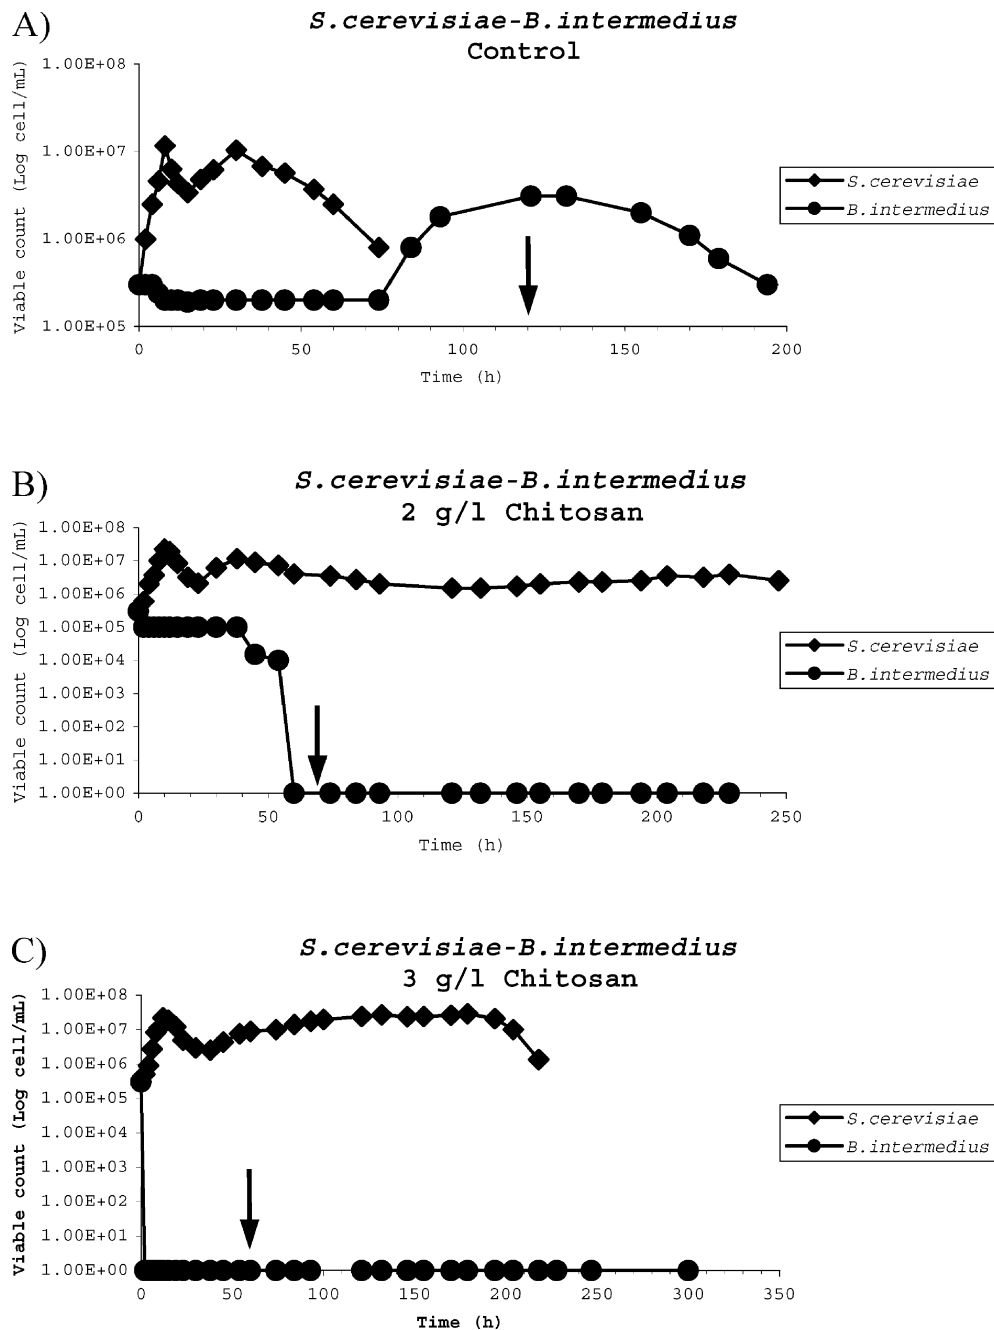 A)
S.cerevisiae-B.intermedius
Control
Viable count (Log cell/mL)
1.00E+08
1.00E+07
1.00E+06
1.00E+05
0 50 100 150 200
Time (h)
S.cerevisiae
B.intermedius
B)
S.cerevisiae-B.intermedius
2 g/l Chitosan
Viable count (Log cell/mL)
1.00E+08
1.00E+07
1.00E+06
1.00E+05
1.00E+04
1.00E+03
1.00E+02
1.00E+01
1.00E+00
0 50 100 150 200 250
Time (h)
S.cerevisiae
B.intermedius
C)
S.cerevisiae-B.intermedius
3 g/l Chitosan
Viable count (Log cell/mL)
1.00E+08
1.00E+07
1.00E+06
1.00E+05
1.00E+04
1.00E+03
1.00E+02
1.00E+01
1.00E+00
0 50 100 150 200 250 300 350
Time (h)
S.cerevisiae
B.intermedius